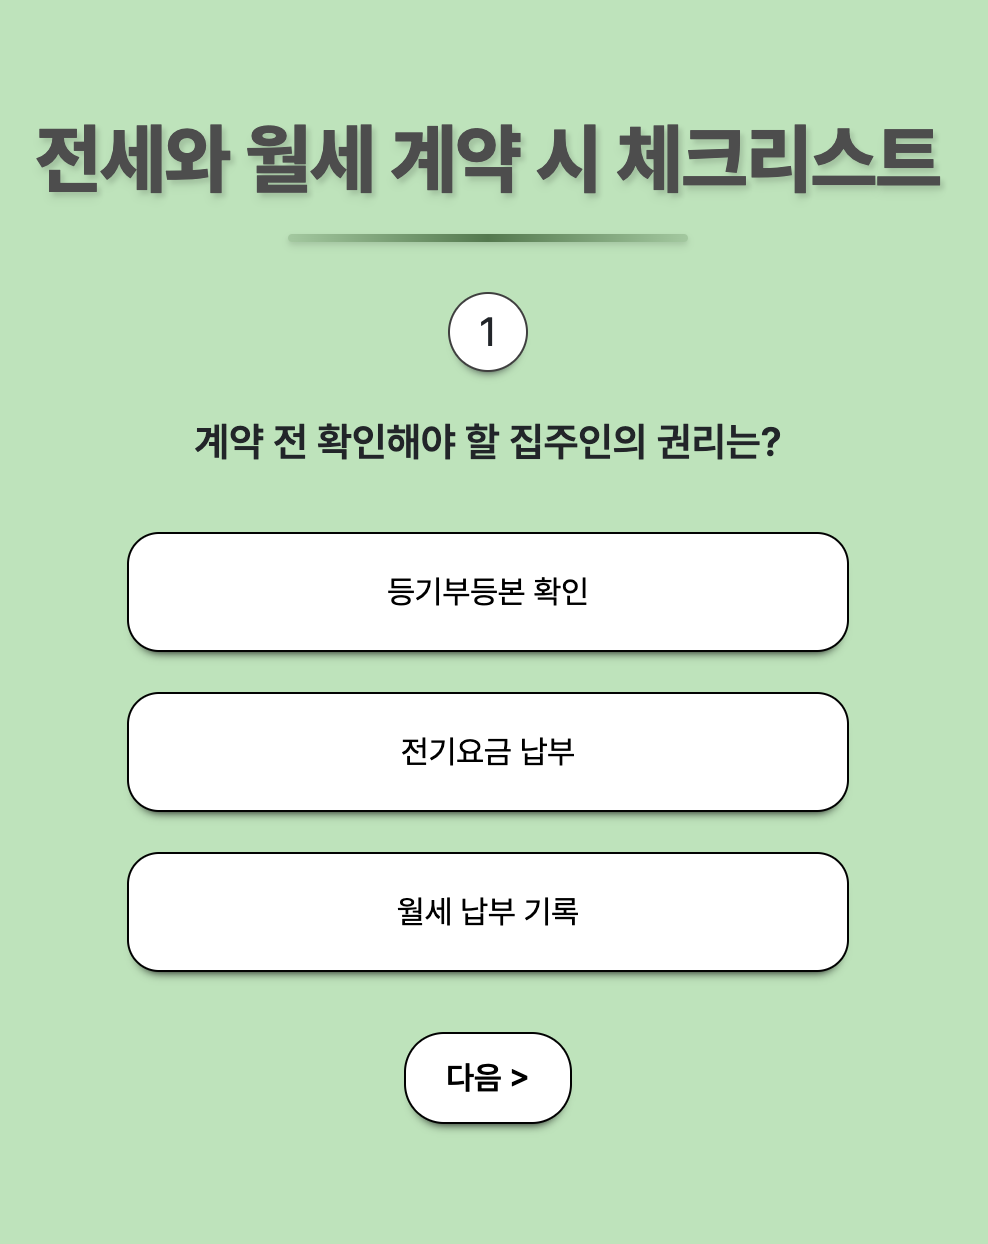 전세와 월세 계약 시 체크리스트
1
계약 전 확인해야 할 집주인의 권리는?
등기부등본 확인
전기요금 납부
월세 납부 기록
다음 >